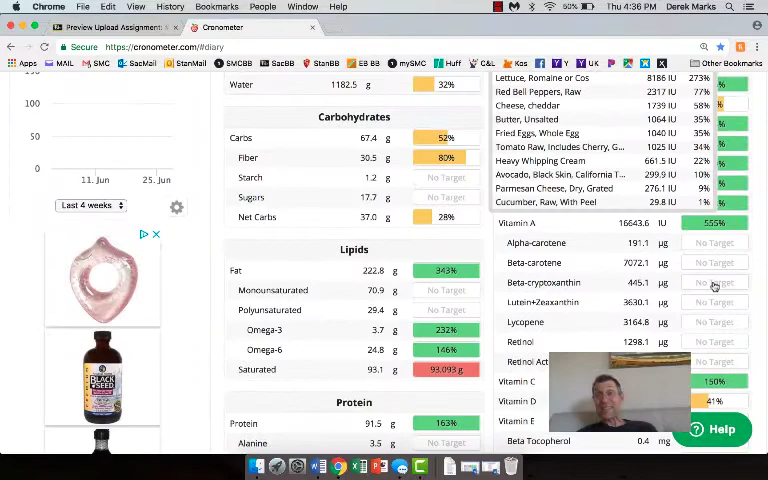 Chrome File Edit View History Bookmarks People Window Help 50% Thu 4:36 PM Derek Marks
Preview Upload Assignment: Cronometer Derek
Secure https://cronometer.com/#diary
Apps MAIL SMC SacMail StanMail SMCBB SacBB StanBB EB BB mySMC Huff C&L Kos Other Bookmarks
150
100
50
0
11. Jun 25. Jun
Last 4 weeks
BLACK SEED
Water 1182.5 g 32%
Carbohydrates
Carbs 67.4 g 52%
Fiber 30.5 g 80%
Starch 1.2 g No Target
Sugars 17.7 g No Target
Net Carbs 37.0 g 28%
Lipids
Fat 222.8 g 343%
Monounsaturated 70.9 g No Target
Polyunsaturated 29.4 g No Target
Omega-3 3.7 g 232%
Omega-6 24.8 g 146%
Saturated 93.1 g 93.093 g
Protein
Protein 91.5 g 163%
Alanine 3.5 g No Target
Lettuce, Romaine or Cos 8186 IU 273%
Red Bell Peppers, Raw 2317 IU 77%
Cheese, cheddar 1739 IU 58%
Butter, Unsalted 1064 IU 35%
Fried Eggs, Whole Egg 1040 IU 35%
Tomato Raw, Includes Cherry, G... 1025 IU 34%
Heavy Whipping Cream 661.5 IU 22%
Avocado, Black Skin, California T... 299.9 IU 10%
Parmesan Cheese, Dry, Grated 276.1 IU 9%
Cucumber, Raw, With Peel 29.8 IU 1%
Vitamin A 16643.6 IU 555%
Alpha-carotene 191.1 µg No Target
Beta-carotene 7072.1 µg No Target
Beta-cryptoxanthin 445.1 µg No Target
Lutein+Zeaxanthin 3630.1 µg No Target
Lycopene 3164.8 µg No Target
Retinol 1298.1 µg No Target
Retinol Act
Vitamin C 150%
Vitamin D 41%
Vitamin E
Beta Tocopherol 0.4 mg
Help